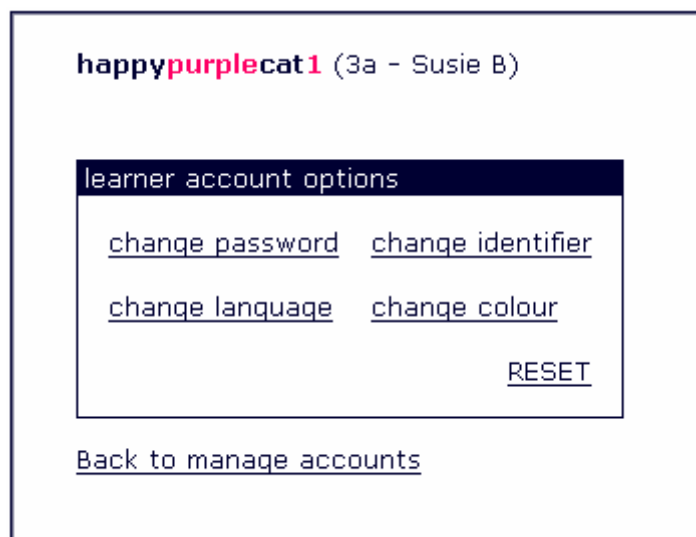 happypurplecat1 (3a - Susie B)
learner account options
change password change identifier
change language change colour
RESET
Back to manage accounts